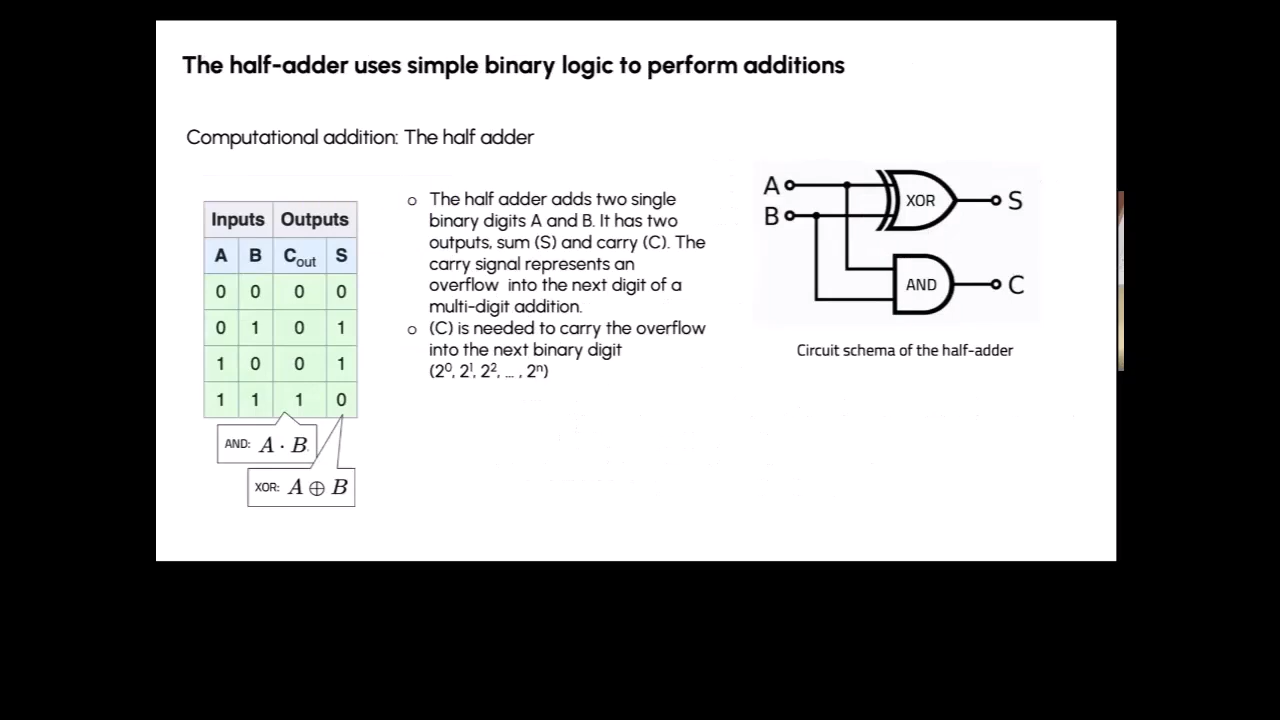 The half-adder uses simple binary logic to perform additions
Computational addition: The half adder
Inputs Outputs
A B Cout S
0 0 0 0
0 1 0 1
1 0 0 1
1 1 1 0
AND: A · B
XOR: A ⊕ B
o The half adder adds two single
binary digits A and B. It has two
outputs, sum (S) and carry (C). The
carry signal represents an
overflow into the next digit of a
multi-digit addition.
o (C) is needed to carry the overflow
into the next binary digit
(2⁰, 2¹, 2², ... , 2ⁿ)
A
B
XOR
S
AND
C
Circuit schema of the half-adder